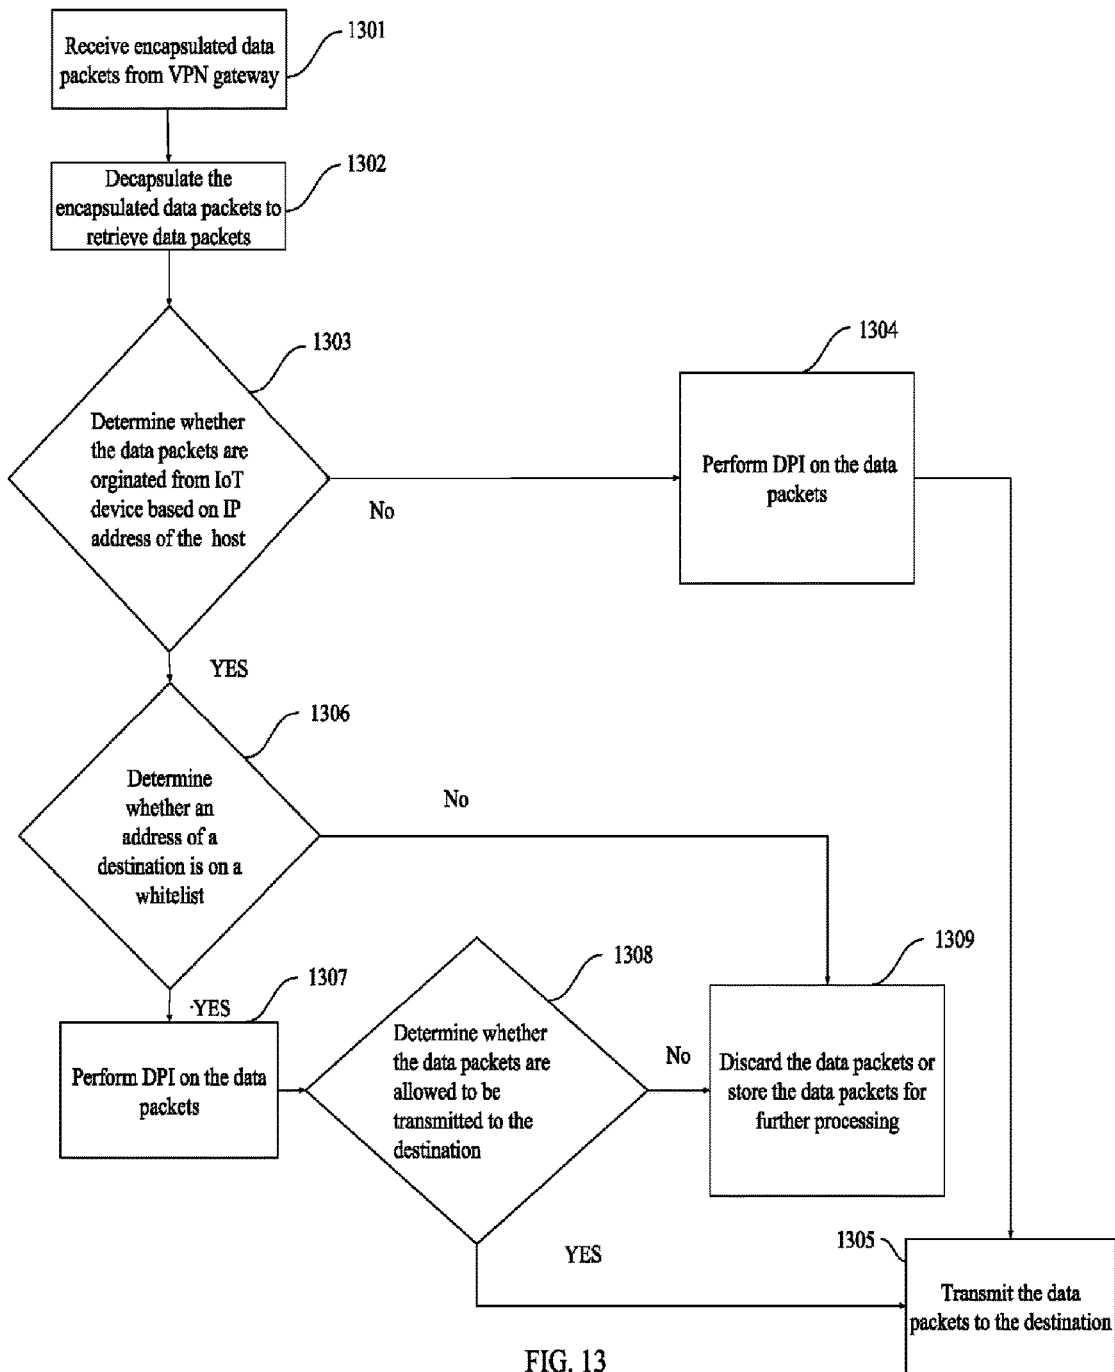 Receive encapsulated data
packets from VPN gateway
1301
Decapsulate the
encapsulated data packets to
retrieve data packets
1302
1303
Determine whether
the data packets are
orginated from IoT
device based on IP
address of the host
No
1304
Perform DPI on the data
packets
YES
1306
Determine
whether an
address of a
destination is on a
whitelist
No
YES
1307
Perform DPI on the data
packets
1308
Determine whether
the data packets are
allowed to be
transmitted to the
destination
No
1309
Discard the data packets or
store the data packets for
further processing
YES
1305
Transmit the data
packets to the destination
FIG. 13